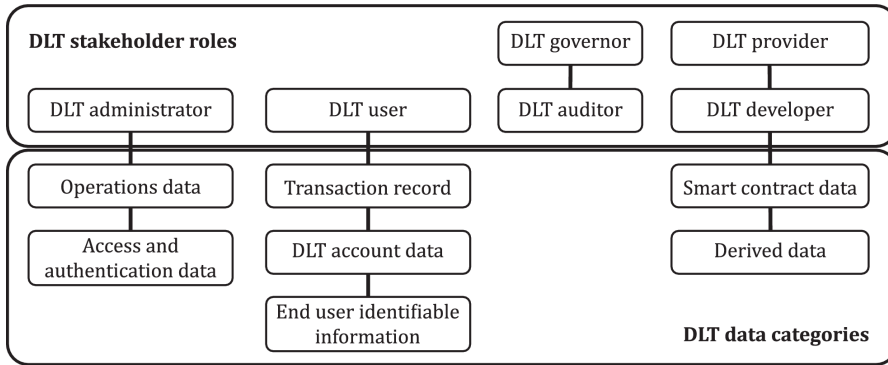 DLT stakeholder roles
DLT governor
DLT provider
DLT administrator
DLT user
DLT auditor
DLT developer
Operations data
Transaction record
Smart contract data
Access and
authentication data
DLT account data
Derived data
End user identifiable
information
DLT data categories